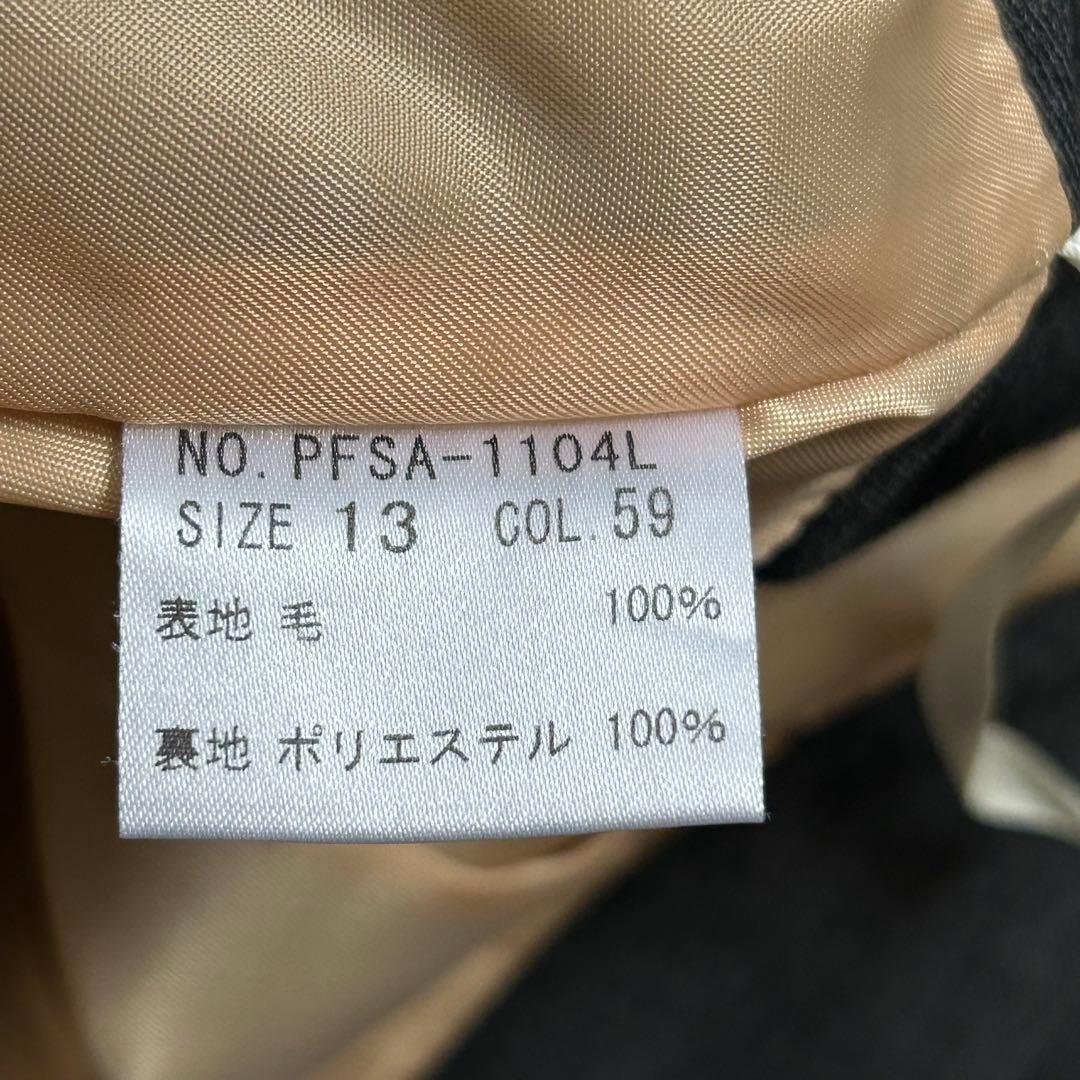 NO. PFSA-1104L
SIZE 13 COL. 59
表地 毛 100%
裏地 ポリエステル 100%